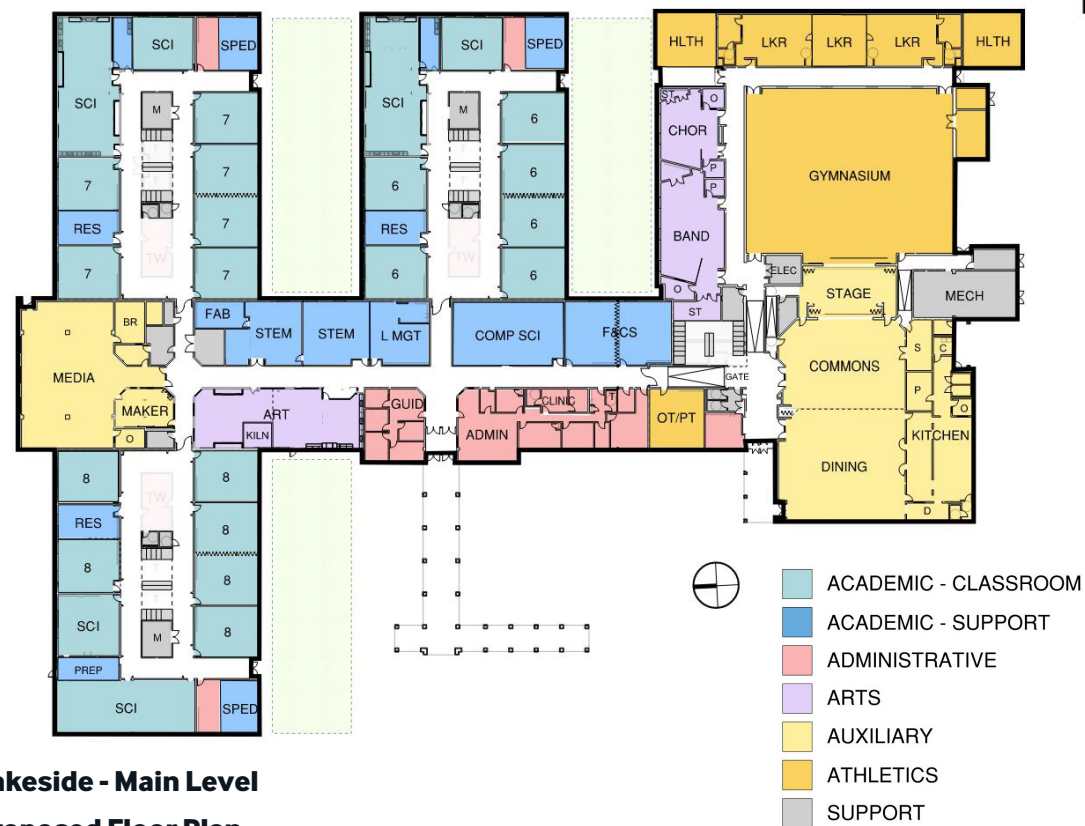 SCI
SPED
SCI
SPED
HLTH
LKR
LKR
LKR
HLTH
SCI
M
7
SCI
M
6
ST
O
CHOR
P
P
GYMNASIUM
T
7
T
6
7
RES
7
6
RES
6
BAND
TW
TW
7
7
6
6
O
ELEC
ST
STAGE
MECH
BR
FAB
STEM
STEM
L MGT
COMP SCI
F&CS
MEDIA
GATE
COMMONS
S
C
P
O
MAKER
O
ART
KILN
GUID
ADMIN
CLINIC
T
OT/PT
KITCHEN
DINING
D
8
TW
8
RES
8
8
8
T
SCI
M
8
PREP
SCI
SPED
ACADEMIC - CLASSROOM
ACADEMIC - SUPPORT
ADMINISTRATIVE
ARTS
AUXILIARY
ATHLETICS
SUPPORT
akeside - Main Level